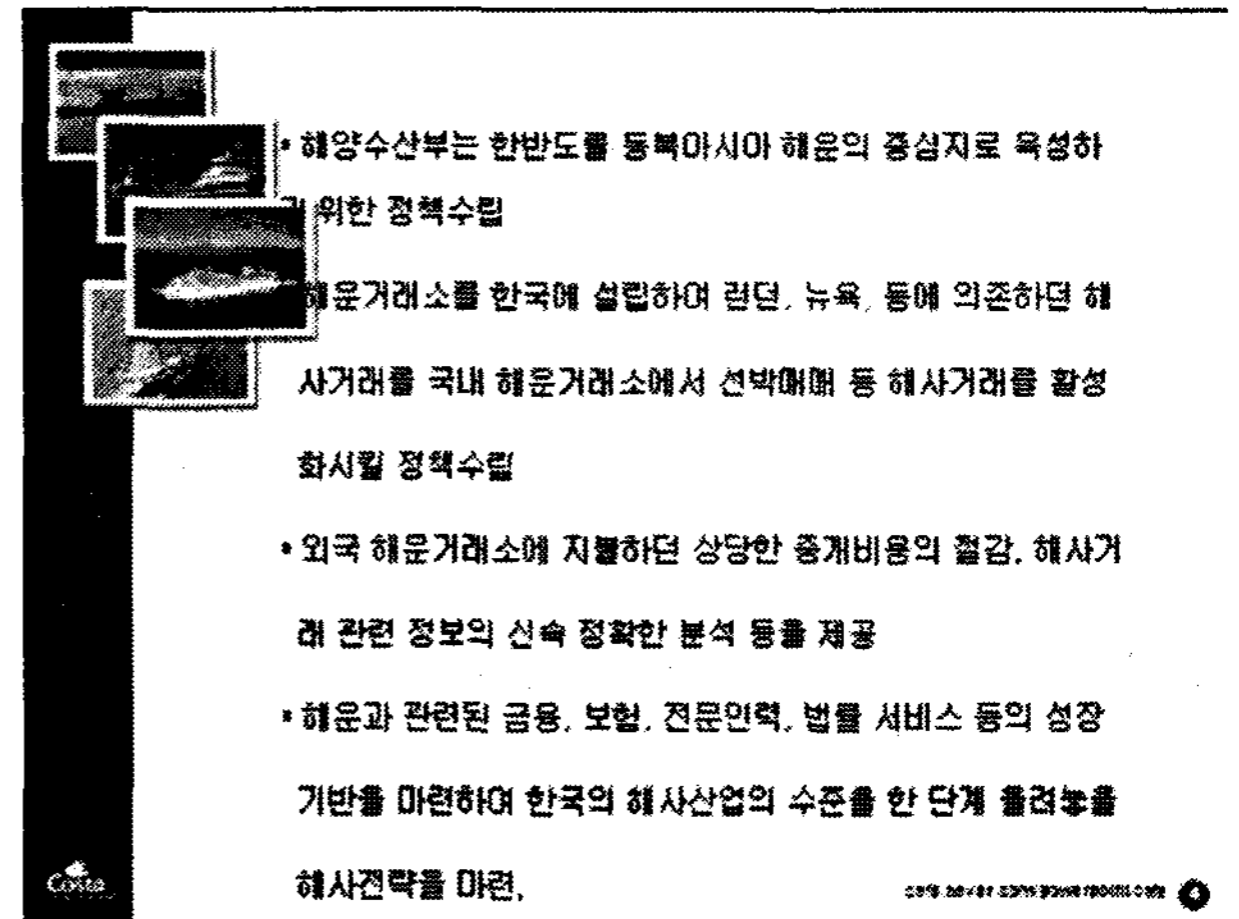 • 해양수산부는 한반도를 동북아시아 해운의 중심지로 육성하
기 위한 정책수립
해운거래소를 한국에 설립하여 런던, 뉴욕, 등에 의존하던 해
사거래를 국내 해운거래소에서 선박매매 등 해사거래를 활성
화시킬 정책수립
• 외국 해운거래소에 지불하던 상당한 중개비용의 절감, 해사거
래 관련 정보의 신속 정확한 분석 등을 제공
• 해운과 관련된 금융, 보험, 전문인력, 법률 서비스 등의 성장
기반을 마련하여 한국의 해사산업의 수준을 한 단계 올려놓을
해사전략을 마련,
Costa
cafe.naver.com/powerpoint.cafe 4